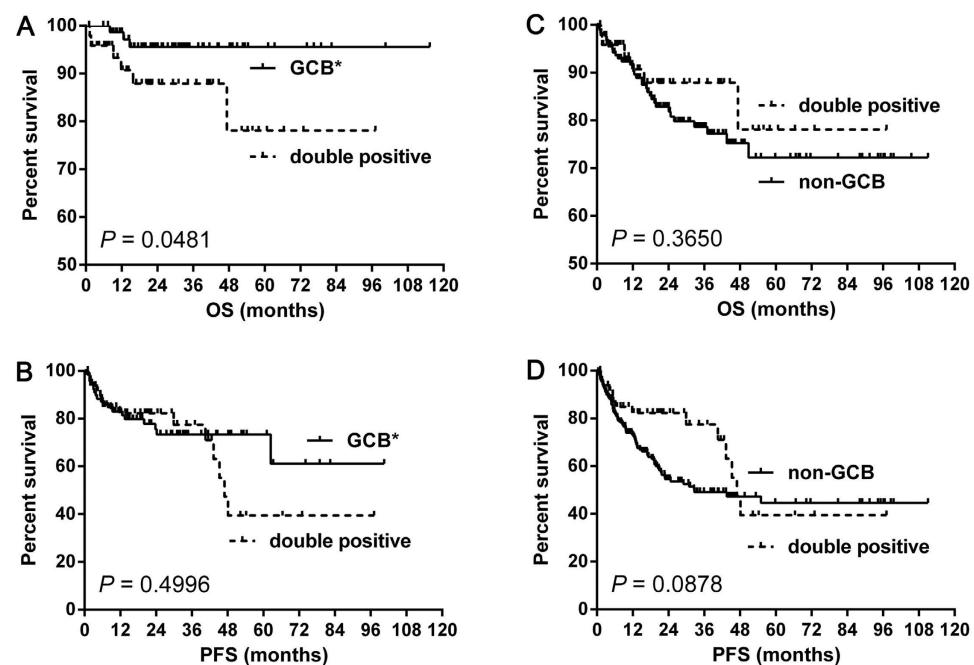 A
Percent survival
100
90
80
70
60
50
GCB*
double positive
P = 0.0481
0 12 24 36 48 60 72 84 96 108 120
OS (months)
C
Percent survival
100
90
80
70
60
50
double positive
non-GCB
P = 0.3650
0 12 24 36 48 60 72 84 96 108 120
OS (months)
B
Percent survival
100
80
60
40
20
0
GCB*
double positive
P = 0.4996
0 12 24 36 48 60 72 84 96 108 120
PFS (months)
D
Percent survival
100
80
60
40
20
0
non-GCB
double positive
P = 0.0878
0 12 24 36 48 60 72 84 96 108 120
PFS (months)